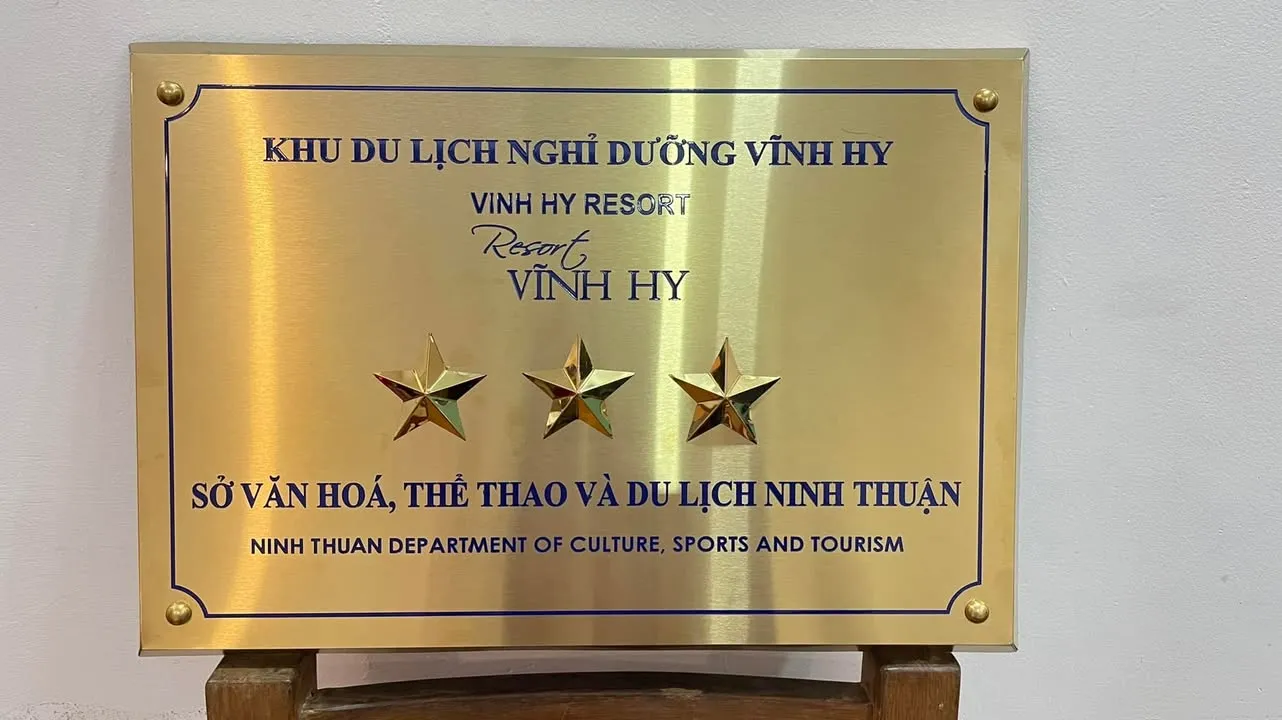 KHU DU LỊCH NGHỈ DƯỠNG VĨNH HY
VINH HY RESORT
Resort
VĨNH HY
SỞ VĂN HOÁ, THỂ THAO VÀ DU LỊCH NINH THUẬN
NINH THUAN DEPARTMENT OF CULTURE, SPORTS AND TOURISM